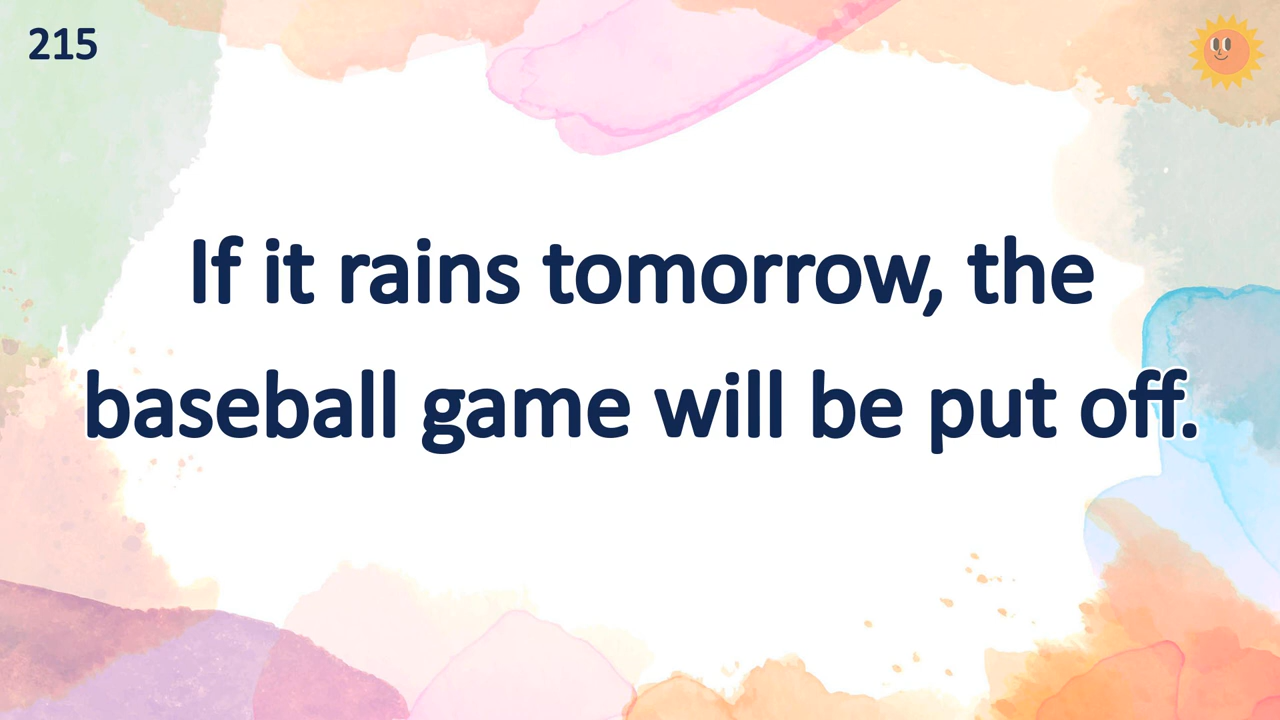 215
If it rains tomorrow, the
baseball game will be put off.